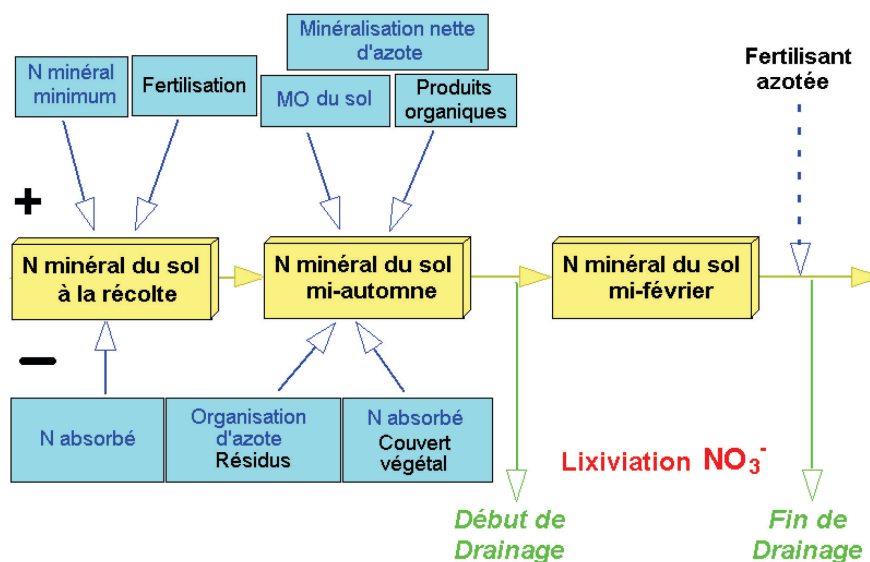 Minéralisation nette
d'azote
N minéral
minimum
Fertilisation
MO du sol
Produits
organiques
Fertilisant
azotée
+
N minéral du sol
à la récolte
N minéral du sol
mi-automne
N minéral du sol
mi-février
−
N absorbé
Organisation
d'azote
Résidus
N absorbé
Couvert
végétal
Lixiviation NO₃⁻
Début de
Drainage
Fin de
Drainage